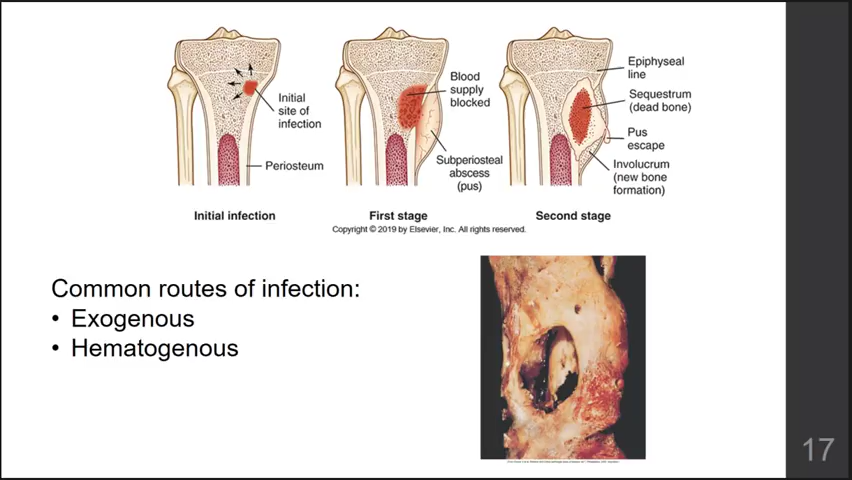 Initial
site of
infection
Periosteum
Initial infection
Blood
supply
blocked
Subperiosteal
abscess
(pus)
First stage
Epiphyseal
line
Sequestrum
(dead bone)
Pus
escape
Involucrum
(new bone
formation)
Second stage
Copyright © 2019 by Elsevier, Inc. All rights reserved.
Common routes of infection:
• Exogenous
• Hematogenous
17